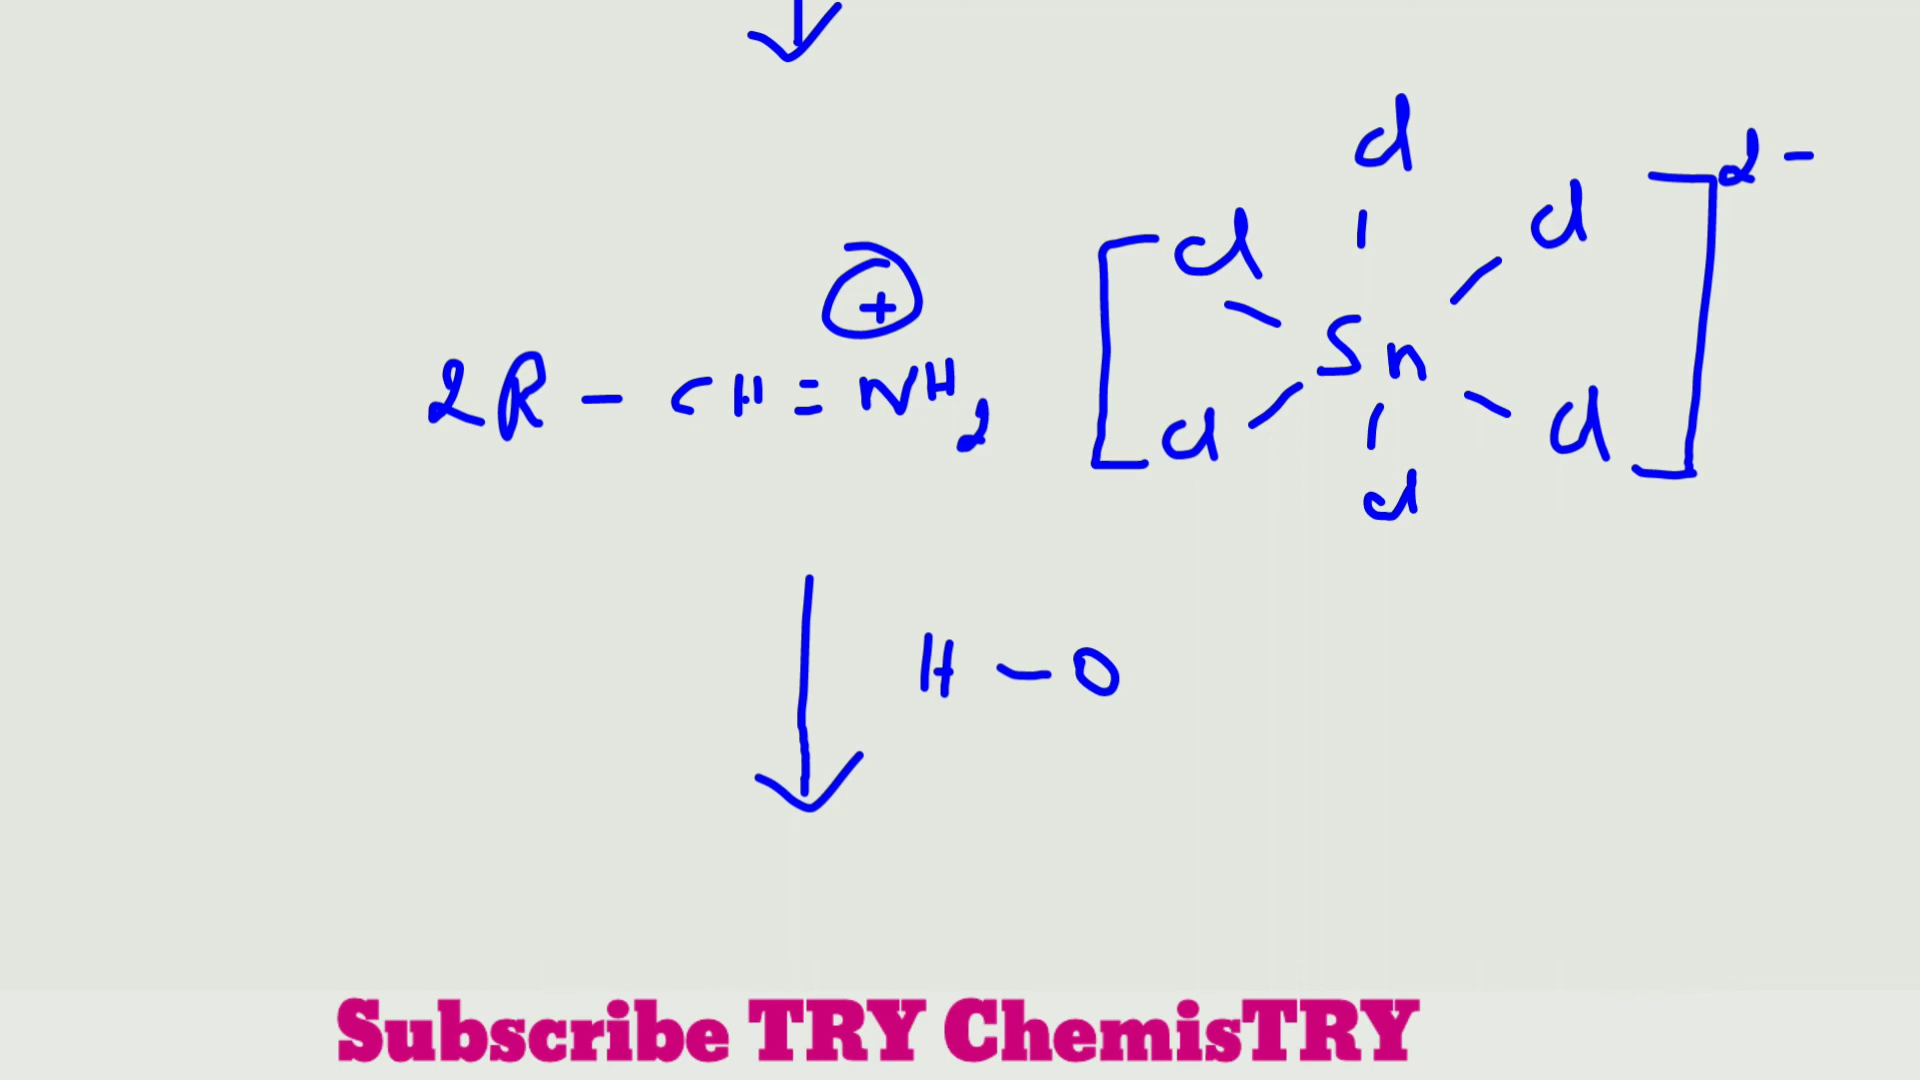 Cl
Cl Cl 2-
⊕
2R - CH = NH2 [Sn]
Cl Cl
Cl
H - O
Subscribe TRY ChemisTRY